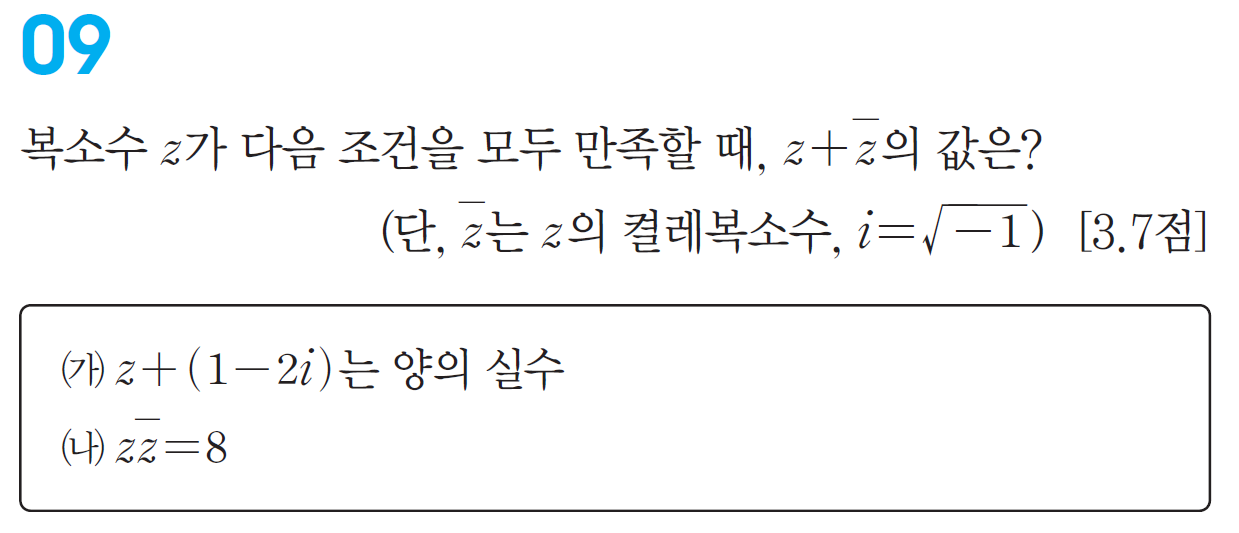 09
복소수 z가 다음 조건을 모두 만족할 때, z+z̅의 값은?
(단, z̅는 z의 켤레복소수, i=√-1) [3.7점]
㈎ z+(1-2i)는 양의 실수
㈏ zz̅=8